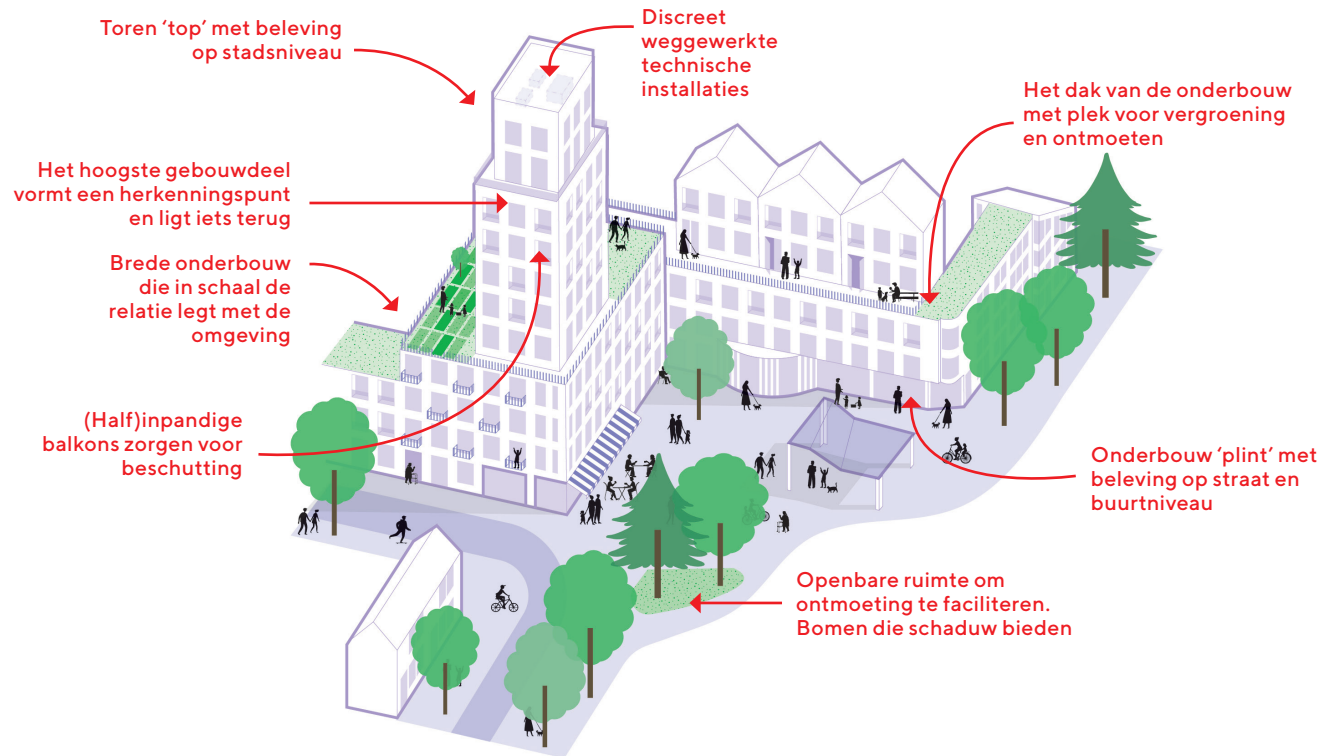 Toren ‘top’ met beleving
op stadsniveau
Discreet
weggewerkte
technische
installaties
Het dak van de onderbouw
met plek voor vergroening
en ontmoeten
Het hoogste gebouwdeel
vormt een herkenningspunt
en ligt iets terug
Brede onderbouw
die in schaal de
relatie legt met de
omgeving
(Half)inpandige
balkons zorgen voor
beschutting
Onderbouw ‘plint’ met
beleving op straat en
buurtniveau
Openbare ruimte om
ontmoeting te faciliteren.
Bomen die schaduw bieden